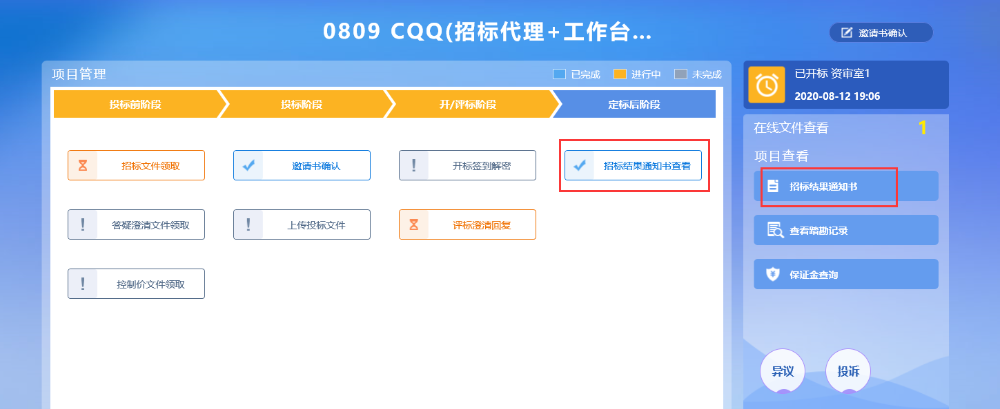 0809 CQQ(招标代理+工作台...
邀请书确认
项目管理
已完成 进行中 未完成
投标前阶段 投标阶段 开/评标阶段 定标后阶段
招标文件领取 邀请书确认 开标签到解密 招标结果通知书查看
答疑澄清文件领取 上传投标文件 评标澄清回复
控制价文件领取
已开标 资审室1
2020-08-12 19:06
在线文件查看 1
项目查看
招标结果通知书
查看踏勘记录
保证金查询
异议 投诉